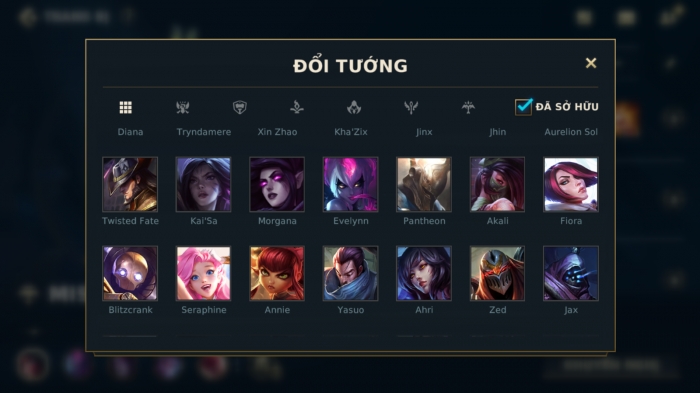 ĐỔI TƯỚNG
ĐÃ SỞ HỮU
Diana Tryndamere Xin Zhao Kha'Zix Jinx Jhin Aurelion Sol
Twisted Fate Kai'Sa Morgana Evelynn Pantheon Akali Fiora
Blitzcrank Seraphine Annie Yasuo Ahri Zed Jax